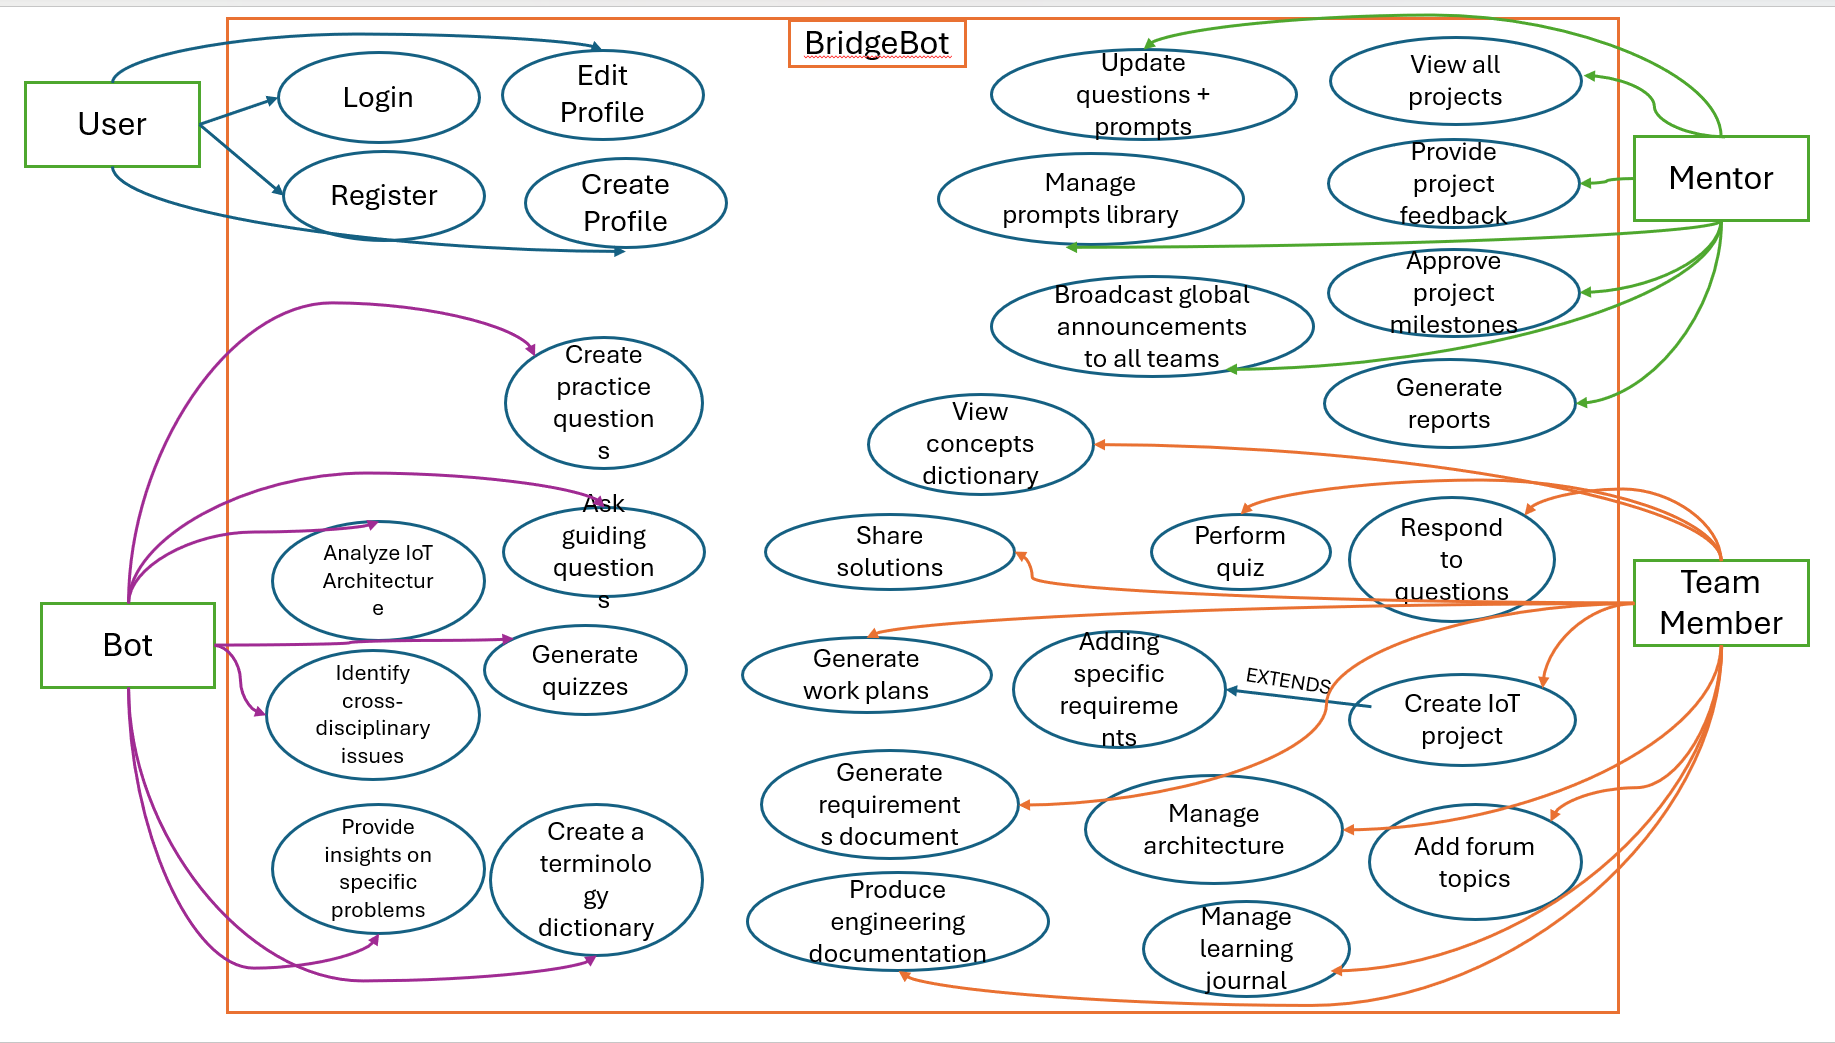 BridgeBot
User
Login
Edit
Profile
Register
Create
Profile
Update
questions +
prompts
View all
projects
Mentor
Manage
prompts library
Provide
project
feedback
Broadcast global
announcements
to all teams
Approve
project
milestones
Generate
reports
Create
practice
question
s
View
concepts
dictionary
Ask
guiding
question
s
Analyze IoT
Architectur
e
Share
solutions
Perform
quiz
Respond
to
questions
Team
Member
Bot
Generate
quizzes
Identify
cross-
disciplinary
issues
Generate
work plans
Adding
specific
requireme
nts
EXTENDS
Create IoT
project
Generate
requirement
s document
Manage
architecture
Add forum
topics
Provide
insights on
specific
problems
Create a
terminolo
gy
dictionary
Produce
engineering
documentation
Manage
learning
journal